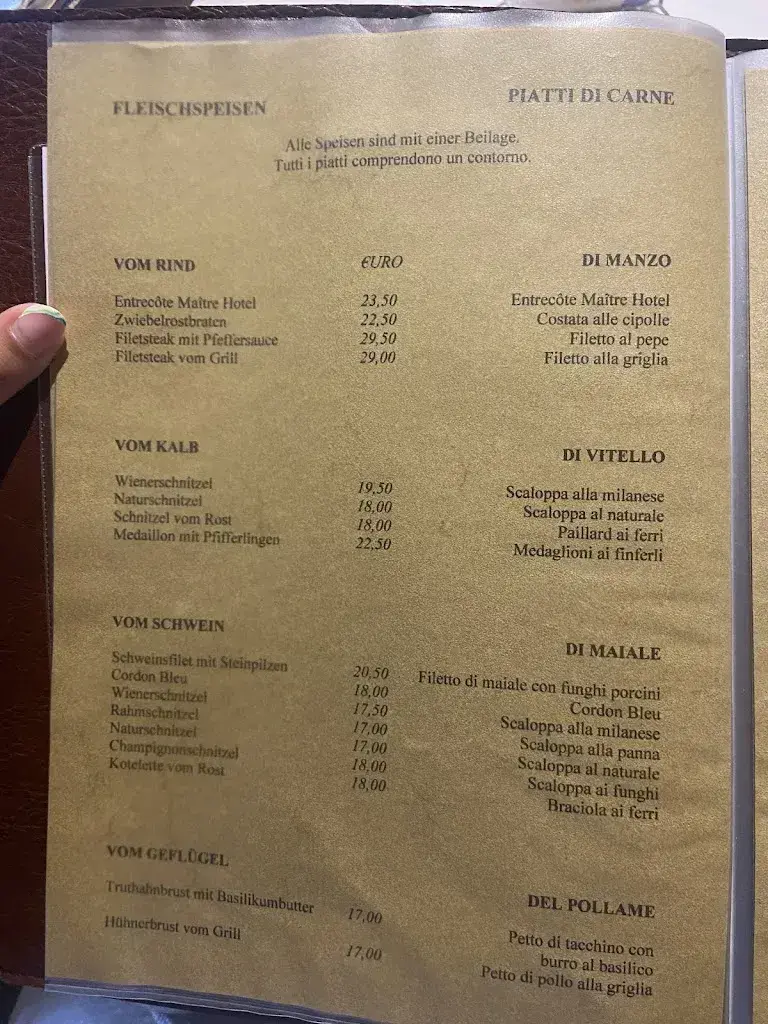 FLEISCHSPEISEN PIATTI DI CARNE
Alle Speisen sind mit einer Beilage.
Tutti i piatti comprendono un contorno.
VOM RIND €URO DI MANZO
Entrecôte Maître Hotel 23,50 Entrecôte Maître Hotel
Zwiebelrostbraten 22,50 Costata alle cipolle
Filetsteak mit Pfeffersauce 29,50 Filetto al pepe
Filetsteak vom Grill 29,00 Filetto alla griglia
VOM KALB DI VITELLO
Wienerschnitzel 19,50 Scaloppa alla milanese
Naturschnitzel 18,00 Scaloppa al naturale
Schnitzel vom Rost 18,00 Paillard ai ferri
Medaillon mit Pfifferlingen 22,50 Medaglioni ai finferli
VOM SCHWEIN DI MAIALE
Schweinsfilet mit Steinpilzen 20,50 Filetto di maiale con funghi porcini
Cordon Bleu 18,00 Cordon Bleu
Wienerschnitzel 17,50 Scaloppa alla milanese
Rahmschnitzel 17,00 Scaloppa alla panna
Naturschnitzel 17,00 Scaloppa al naturale
Champignonschnitzel 18,00 Scaloppa ai funghi
Kotelette vom Rost 18,00 Braciola ai ferri
VOM GEFLÜGEL DEL POLLAME
Truthahnbrust mit Basilikumbutter 17,00 Petto di tacchino con
burro al basilico
Hühnerbrust vom Grill 17,00 Petto di pollo alla griglia